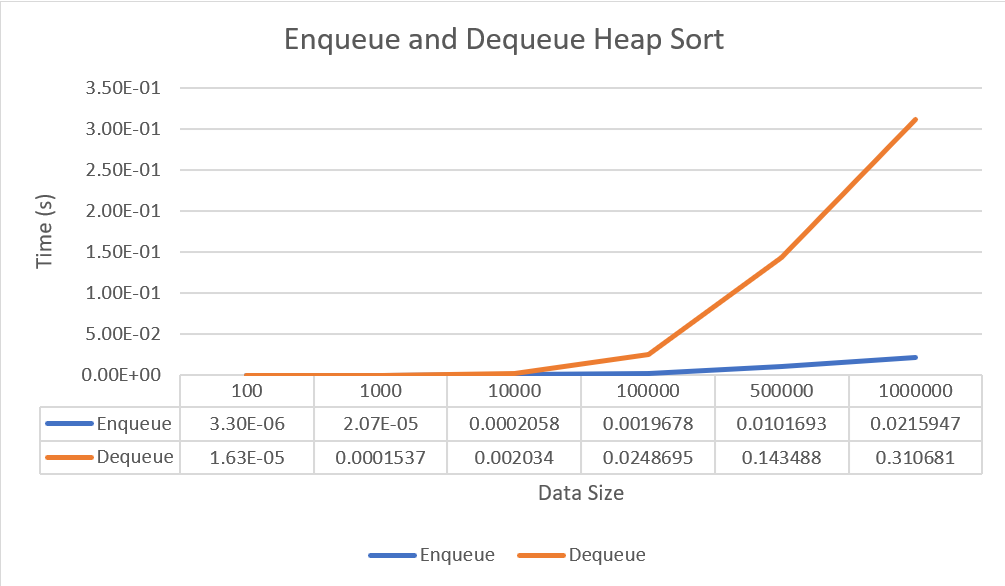 Enqueue and Dequeue Heap Sort
3.50E-01
3.00E-01
2.50E-01
2.00E-01
1.50E-01
1.00E-01
5.00E-02
0.00E+00
Time (s)
100 1000 10000 100000 500000 1000000
Enqueue 3.30E-06 2.07E-05 0.0002058 0.0019678 0.0101693 0.0215947
Dequeue 1.63E-05 0.0001537 0.002034 0.0248695 0.143488 0.310681
Data Size
Enqueue Dequeue